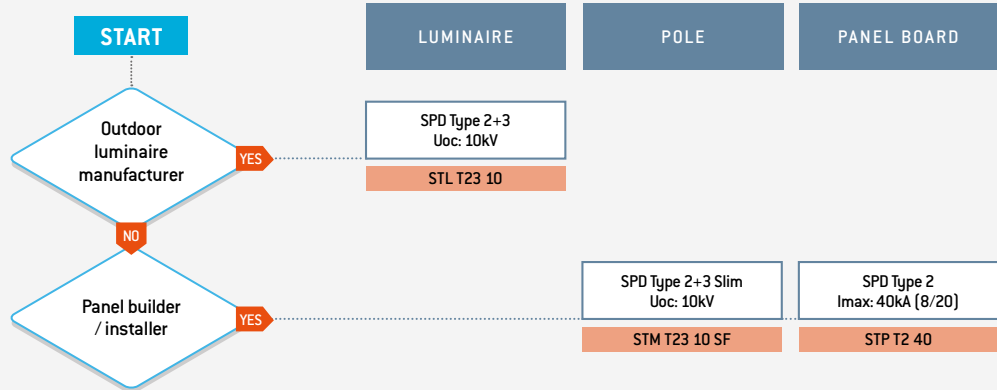 START
LUMINAIRE
POLE
PANEL BOARD
Outdoor
luminaire
manufacturer
YES
SPD Type 2+3
Uoc: 10kV
STL T23 10
NO
Panel builder
/ installer
YES
SPD Type 2+3 Slim
Uoc: 10kV
STM T23 10 SF
SPD Type 2
Imax: 40kA (8/20)
STP T2 40